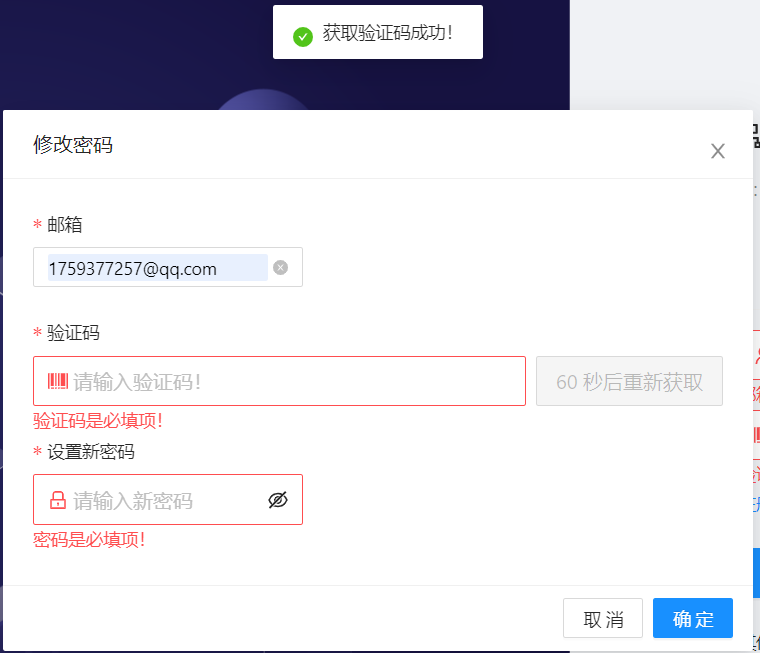 获取验证码成功！
修改密码
* 邮箱
1759377257@qq.com
* 验证码
请输入验证码！
60 秒后重新获取
验证码是必填项！
* 设置新密码
请输入新密码
密码是必填项！
取 消
确 定